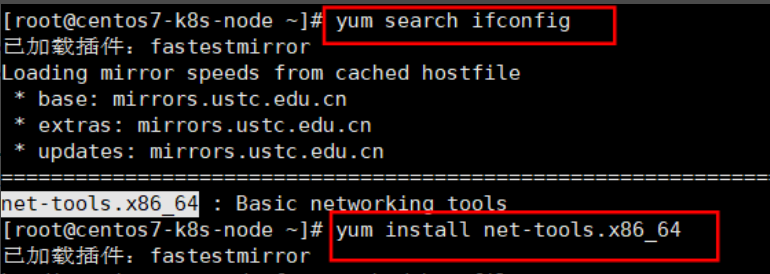 [root@centos7-k8s-node ~]# yum search ifconfig
已加载插件：fastestmirror
Loading mirror speeds from cached hostfile
 * base: mirrors.ustc.edu.cn
 * extras: mirrors.ustc.edu.cn
 * updates: mirrors.ustc.edu.cn
================================================================
net-tools.x86_64 : Basic networking tools
[root@centos7-k8s-node ~]# yum install net-tools.x86_64
已加载插件：fastestmirror